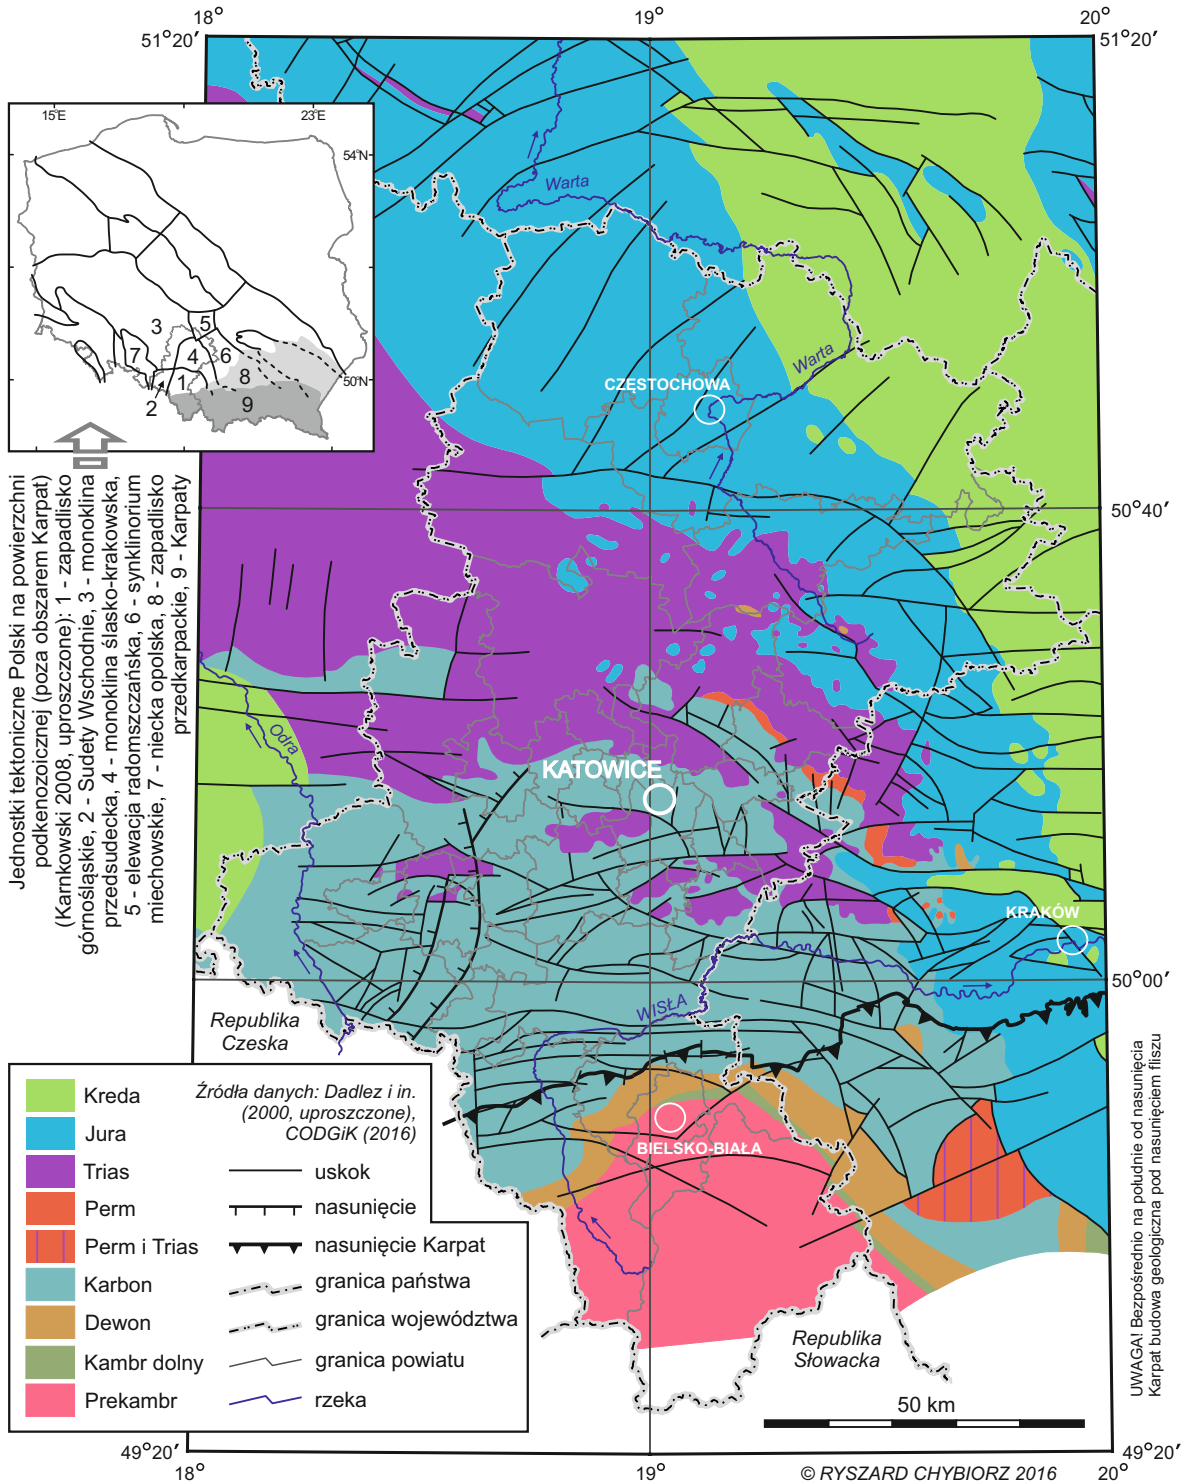 18°
19°
20°
51°20′
51°20′
15°E
23°E
54°N
50°N
3
5
7
4
6
1
8
2
9
Jednostki tektoniczne Polski na powierzchni
podkenozoicznej (poza obszarem Karpat)
(Karnkowski 2008, uproszczone): 1 - zapadlisko
górnośląskie, 2 - Sudety Wschodnie, 3 - monoklina
przedsudecka, 4 - monoklina ślasko-krakowska,
5 - elewacja radomszczańska, 6 - synklinorium
miechowskie, 7 - niecka opolska, 8 - zapadlisko
przedkarpackie, 9 - Karpaty
Warta
Warta
CZĘSTOCHOWA
50°40′
Odra
KATOWICE
KRAKÓW
50°00′
WISŁA
Republika
Czeska
BIELSKO-BIAŁA
Republika
Słowacka
UWAGA! Bezpośrednio na południe od nasunięcia
Karpat budowa geologiczna pod nasunięciem fliszu
Kreda
Jura
Trias
Perm
Perm i Trias
Karbon
Dewon
Kambr dolny
Prekambr
Źródła danych: Dadlez i in.
(2000, uproszczone),
CODGiK (2016)
uskok
nasunięcie
nasunięcie Karpat
granica państwa
granica województwa
granica powiatu
rzeka
50 km
49°20′
49°20′
18°
19°
20°
© RYSZARD CHYBIORZ 2016